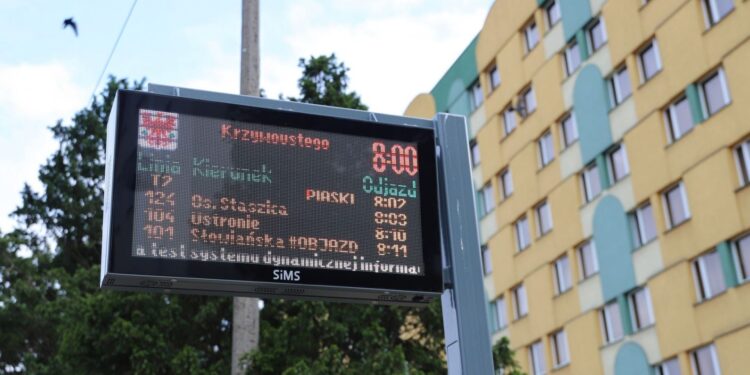 Krzywoustego 8:00
Linia Kierunek Odjazd
T2 PIASKI 8:02
124 Os.Staszica 8:03
104 Ustronie 8:10
101 Słowiańska #OBJAZD 8:11
a test systemu dynamicznej informa
SiMS